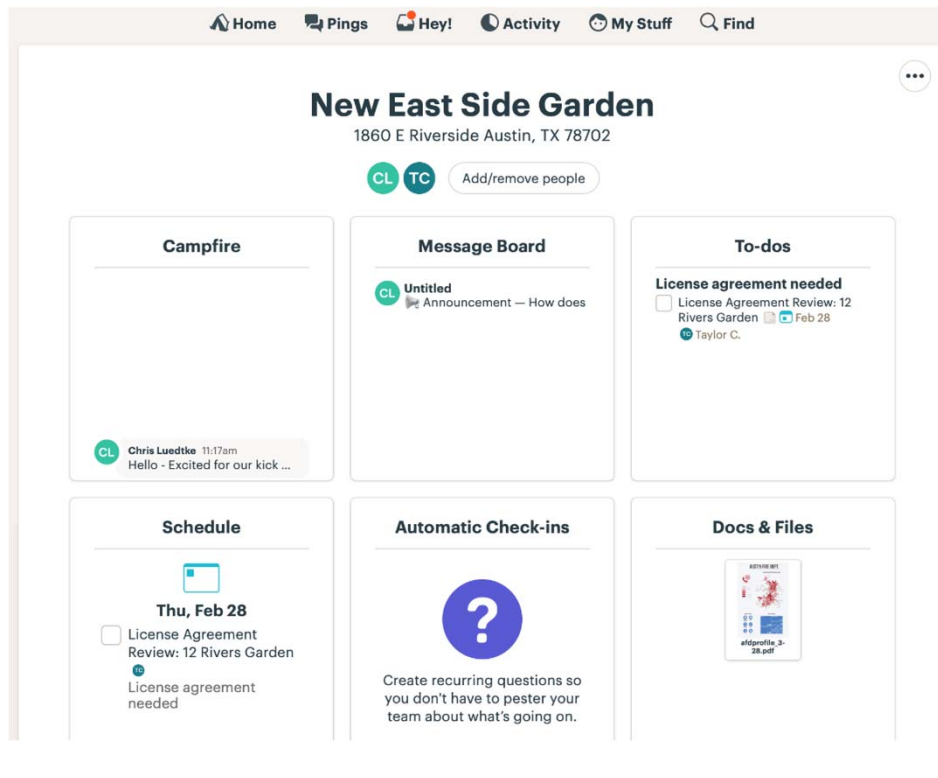 Home Pings Hey! Activity My Stuff Find
New East Side Garden
1860 E Riverside Austin, TX 78702
CL TC Add/remove people
Campfire
CL Chris Luedtke 11:17am
Hello - Excited for our kick ...
Message Board
CL Untitled
Announcement — How does
To-dos
License agreement needed
License Agreement Review: 12
Rivers Garden Feb 28
TC Taylor C.
Schedule
Thu, Feb 28
License Agreement
Review: 12 Rivers Garden
TC
License agreement
needed
Automatic Check-ins
?
Create recurring questions so
you don't have to pester your
team about what's going on.
Docs & Files
AUSTIN FIRE DEPT.
afdprofile_3-
28.pdf